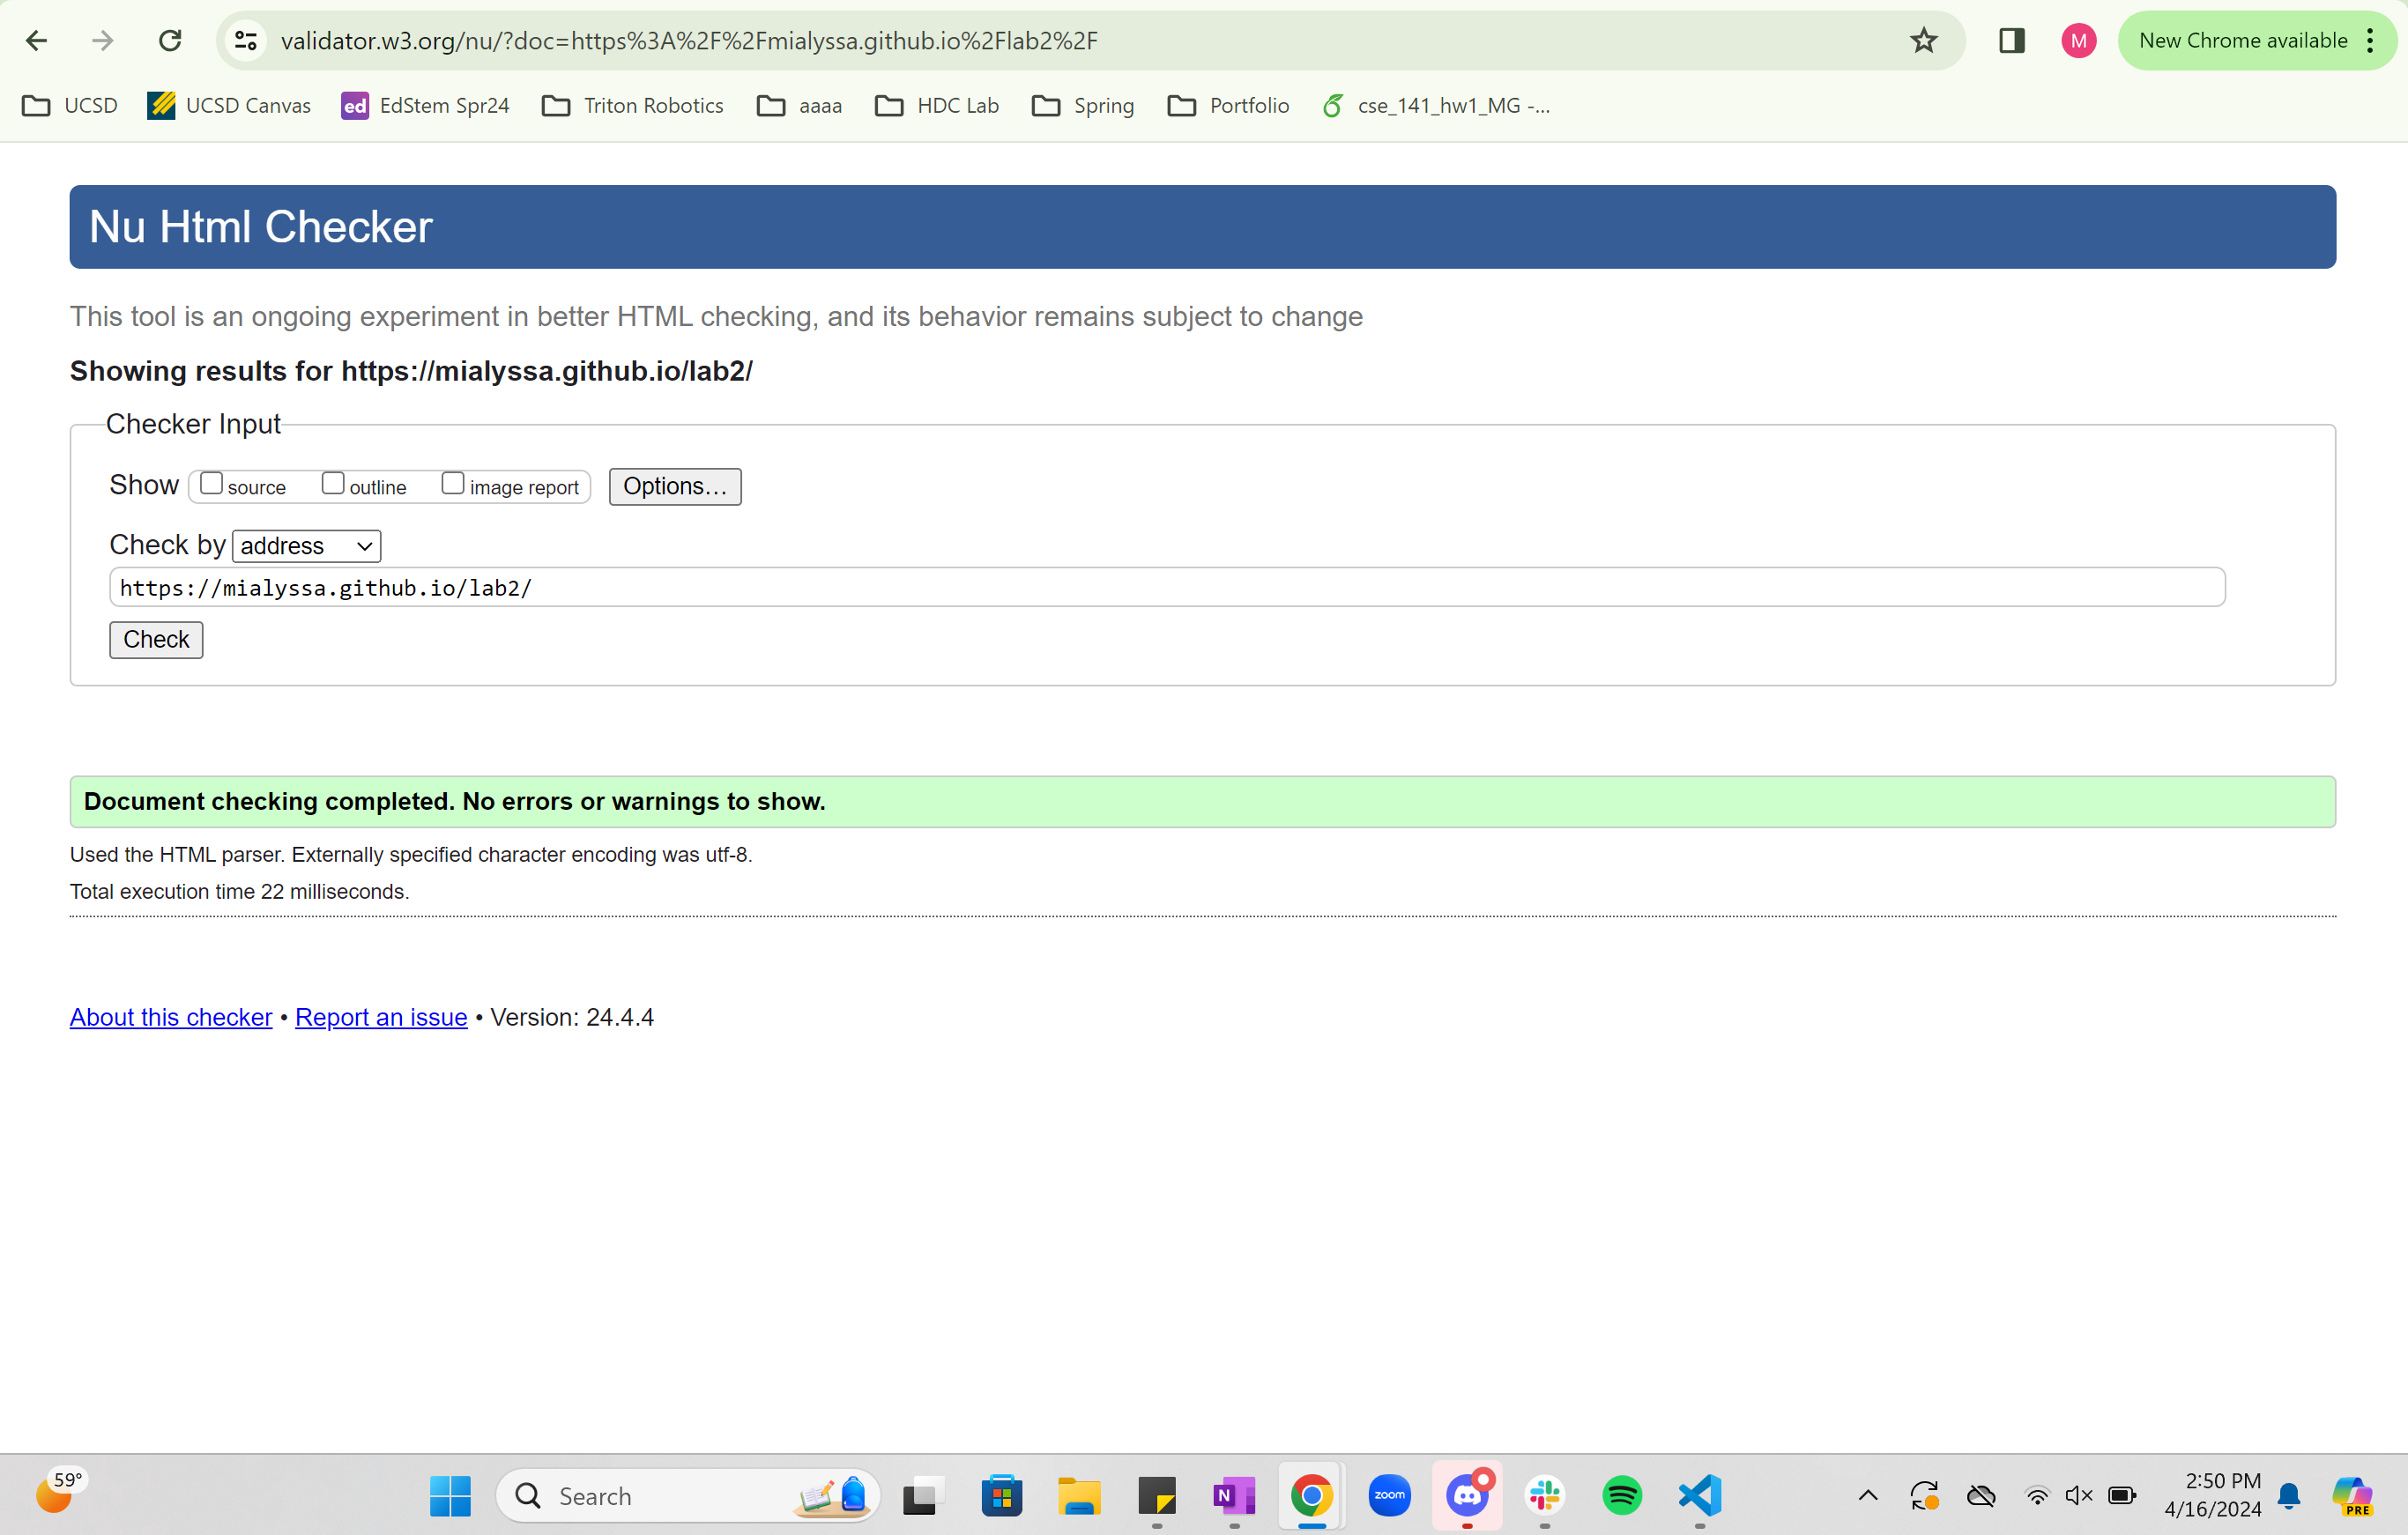 validator.w3.org/nu/?doc=https%3A%2F%2Fmialyssa.github.io%2Flab2%2F
M
New Chrome available
UCSD
ed
UCSD Canvas
EdStem Spr24
Triton Robotics
aaaa
HDC Lab
Spring
Portfolio
cse_141_hw1_MG -...
Nu Html Checker
This tool is an ongoing experiment in better HTML checking, and its behavior remains subject to change
Showing results for https://mialyssa.github.io/lab2/
Checker Input
Show source outline image report Options...
Check by address
https://mialyssa.github.io/lab2/
Check
Document checking completed. No errors or warnings to show.
Used the HTML parser. Externally specified character encoding was utf-8.
Total execution time 22 milliseconds.
About this checker • Report an issue • Version: 24.4.4
59°
Search
N
zoom
2:50 PM
4/16/2024
PRE